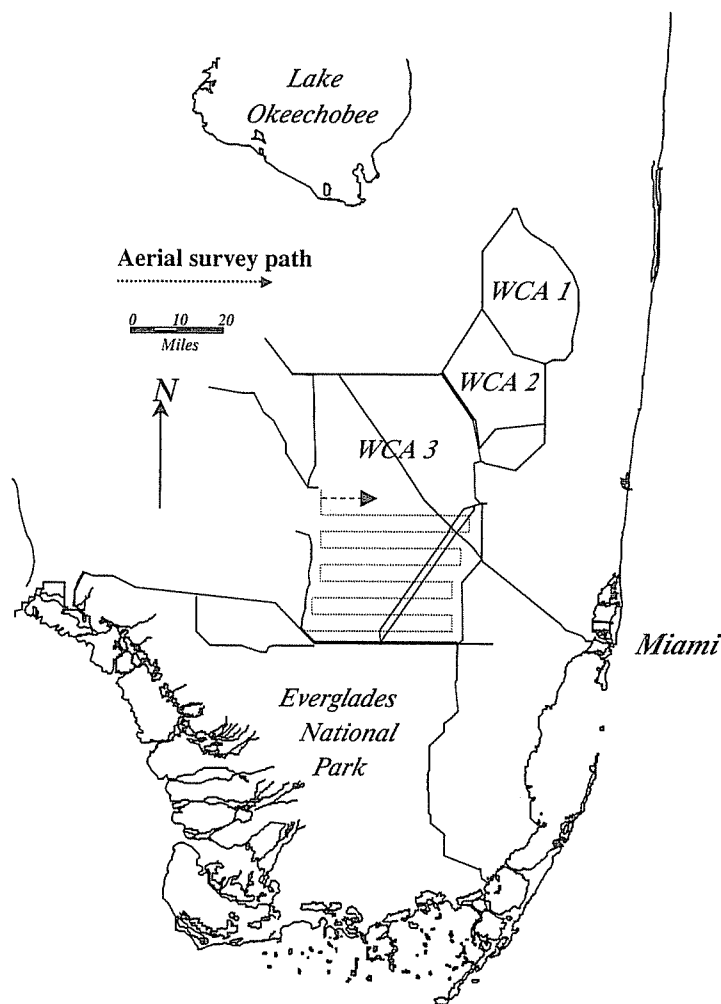 Lake
Okeechobee
Aerial survey path
WCA 1
0 10 20
Miles
WCA 2
N
WCA 3
Miami
Everglades
National
Park